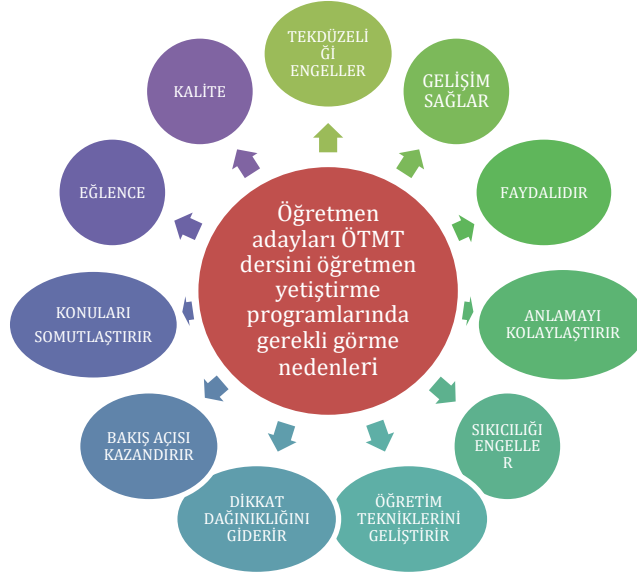 TEKDÜZELİ
Ğİ
ENGELLER
GELİŞİM
SAĞLAR
FAYDALIDIR
ANLAMAYI
KOLAYLAŞTIRIR
SIKICILIĞI
ENGELLE
R
ÖĞRETİM
TEKNİKLERİNİ
GELİŞTİRİR
DİKKAT
DAĞINIKLIĞINI
GİDERİR
BAKIŞ AÇISI
KAZANDIRIR
KONULARI
SOMUTLAŞTIRIR
EĞLENCE
KALİTE
Öğretmen
adayları ÖTMT
dersini öğretmen
yetiştirme
programlarında
gerekli görme
nedenleri